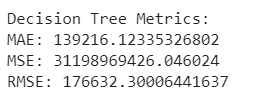 Decision Tree Metrics:
MAE: 139216.12335326802
MSE: 31198969426.046024
RMSE: 176632.30006441637